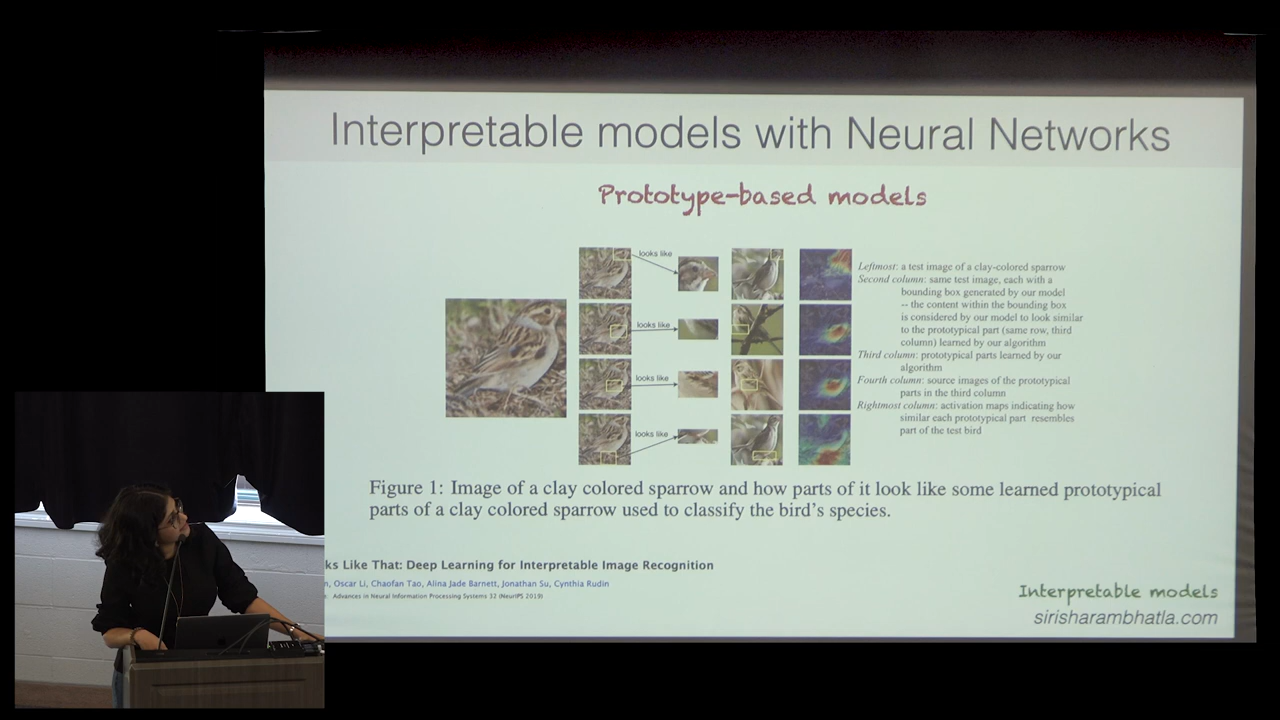 Interpretable models with Neural Networks
Prototype-based models
looks like
looks like
looks like
looks like
Leftmost: a test image of a clay-colored sparrow
Second column: same test image, each with a
bounding box generated by our model
-- the content within the bounding box
is considered by our model to look similar
to the prototypical part (same row, third
column) learned by our algorithm
Third column: prototypical parts learned by our
algorithm
Fourth column: source images of the prototypical
parts in the third column
Rightmost column: activation maps indicating how
similar each prototypical part resembles
part of the test bird
Figure 1: Image of a clay colored sparrow and how parts of it look like some learned prototypical
parts of a clay colored sparrow used to classify the bird's species.
ks Like That: Deep Learning for Interpretable Image Recognition
n, Oscar Li, Chaofan Tao, Alina Jade Barnett, Jonathan Su, Cynthia Rudin
: Advances in Neural Information Processing Systems 32 (NeurIPS 2019)
Interpretable models
sirisharambhatla.com